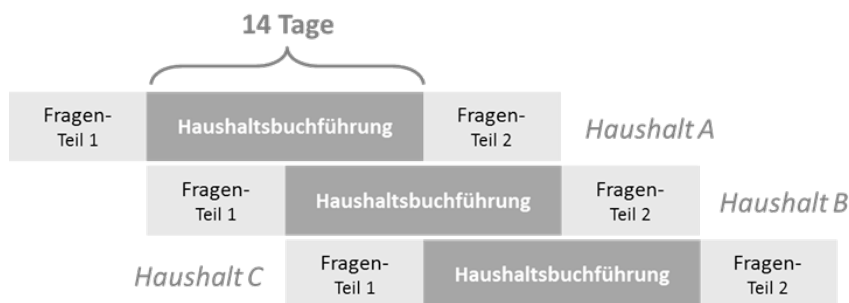 14 Tage
Fragen-
Teil 1
Haushaltsbuchführung
Fragen-
Teil 2
Haushalt A
Fragen-
Teil 1
Haushaltsbuchführung
Fragen-
Teil 2
Haushalt B
Haushalt C
Fragen-
Teil 1
Haushaltsbuchführung
Fragen-
Teil 2